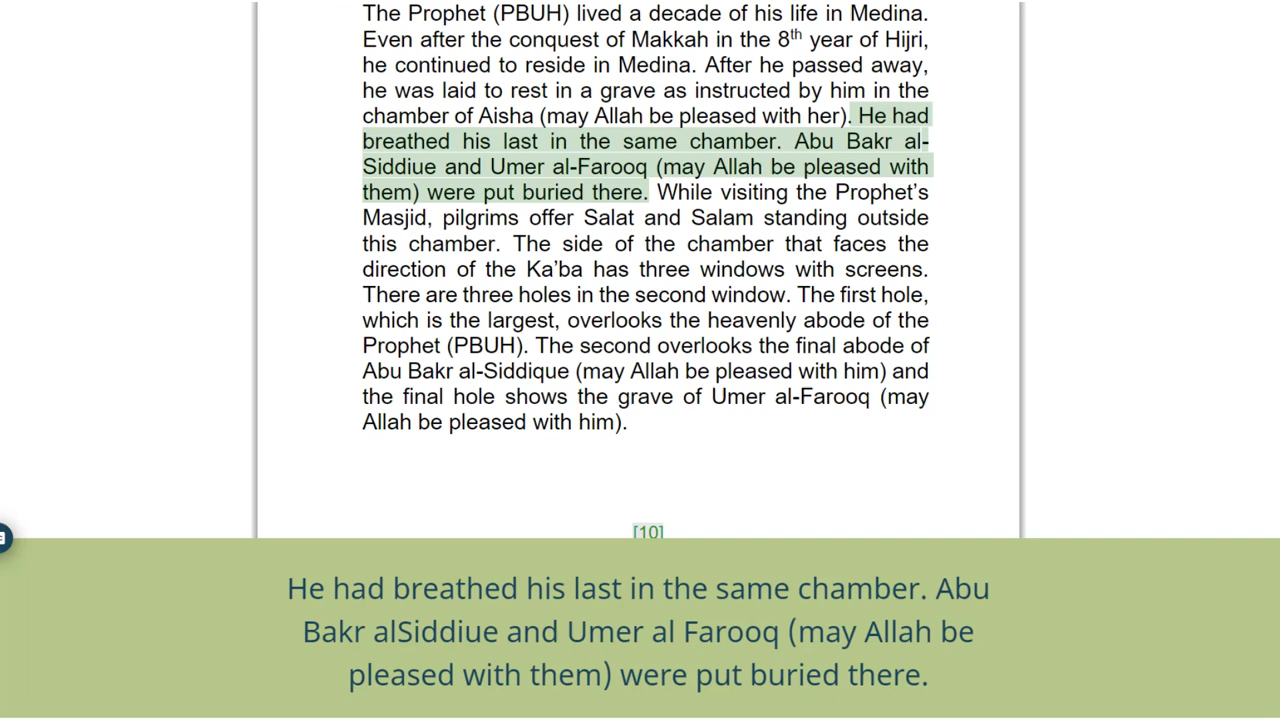 The Prophet (PBUH) lived a decade of his life in Medina.
Even after the conquest of Makkah in the 8th year of Hijri,
he continued to reside in Medina. After he passed away,
he was laid to rest in a grave as instructed by him in the
chamber of Aisha (may Allah be pleased with her). He had
breathed his last in the same chamber. Abu Bakr al-
Siddiue and Umer al-Farooq (may Allah be pleased with
them) were put buried there. While visiting the Prophet’s
Masjid, pilgrims offer Salat and Salam standing outside
this chamber. The side of the chamber that faces the
direction of the Ka’ba has three windows with screens.
There are three holes in the second window. The first hole,
which is the largest, overlooks the heavenly abode of the
Prophet (PBUH). The second overlooks the final abode of
Abu Bakr al-Siddique (may Allah be pleased with him) and
the final hole shows the grave of Umer al-Farooq (may
Allah be pleased with him).
[10]
He had breathed his last in the same chamber. Abu
Bakr alSiddiue and Umer al Farooq (may Allah be
pleased with them) were put buried there.